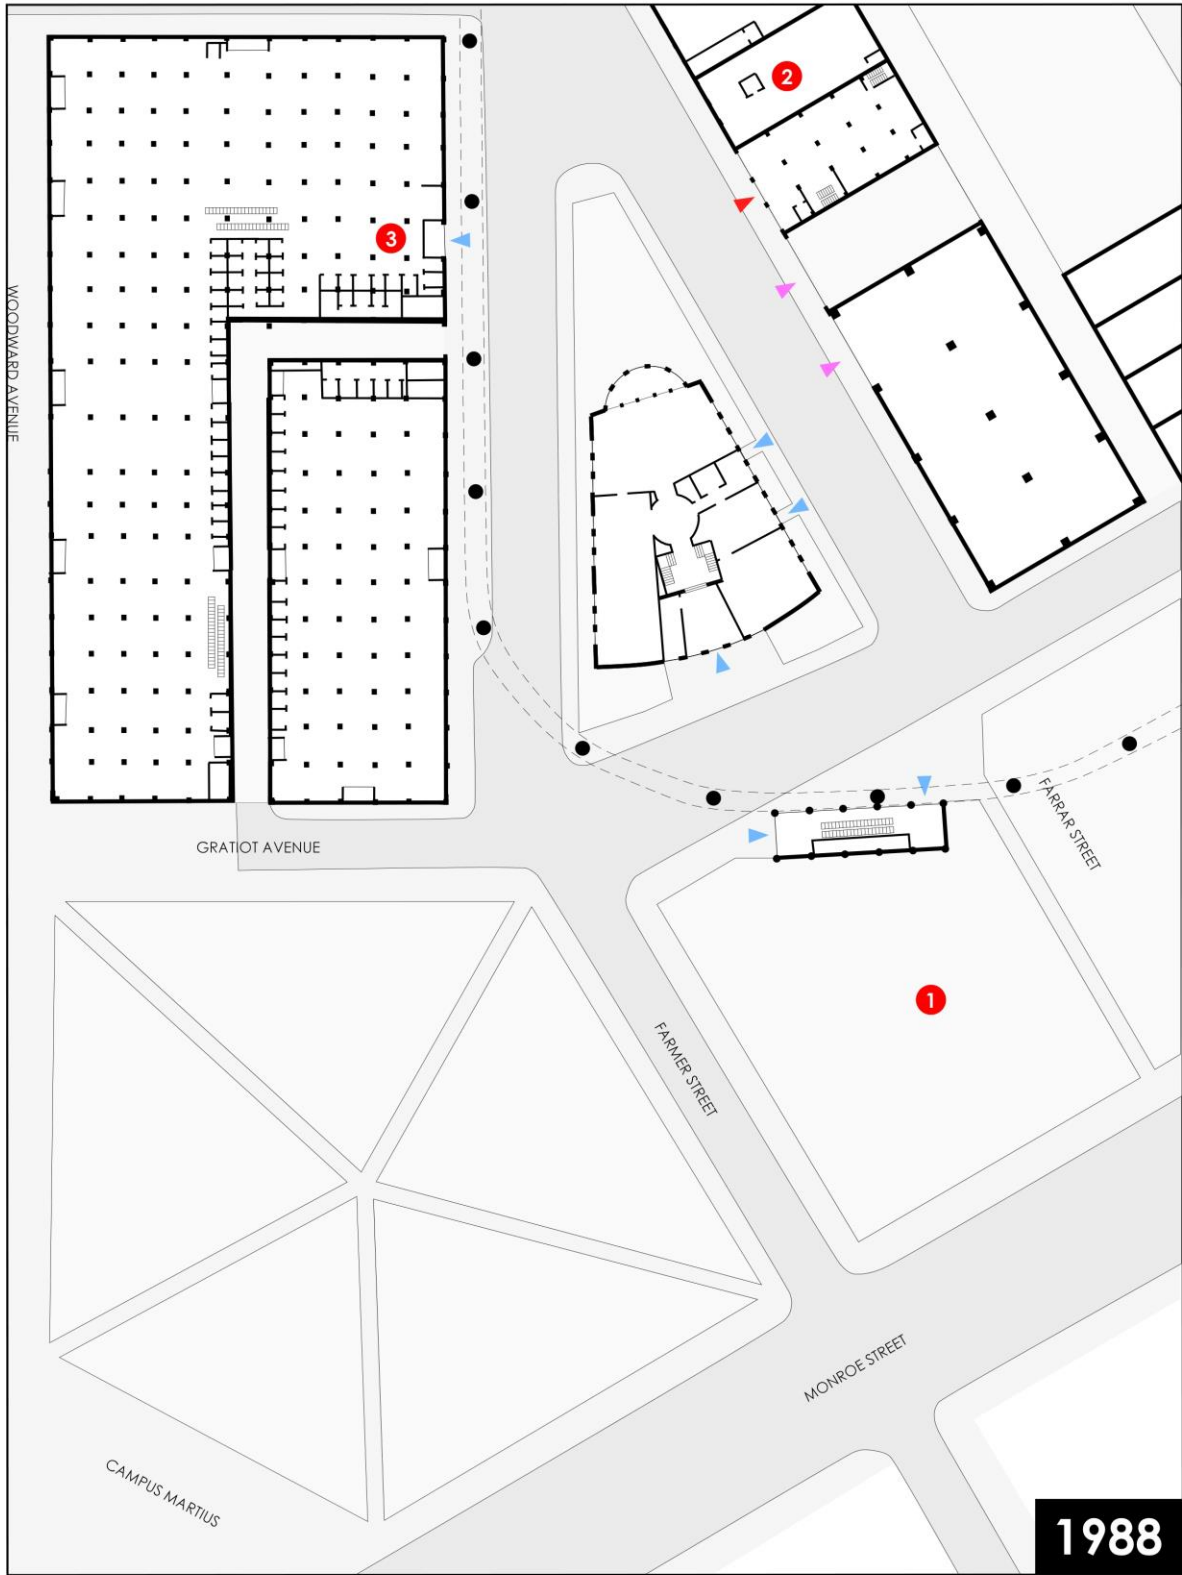 2
3
WOODWARD AVENUE
GRATIOT AVENUE
FARRAR STREET
1
FARMER STREET
MONROE STREET
CAMPUS MARTIUS
1988